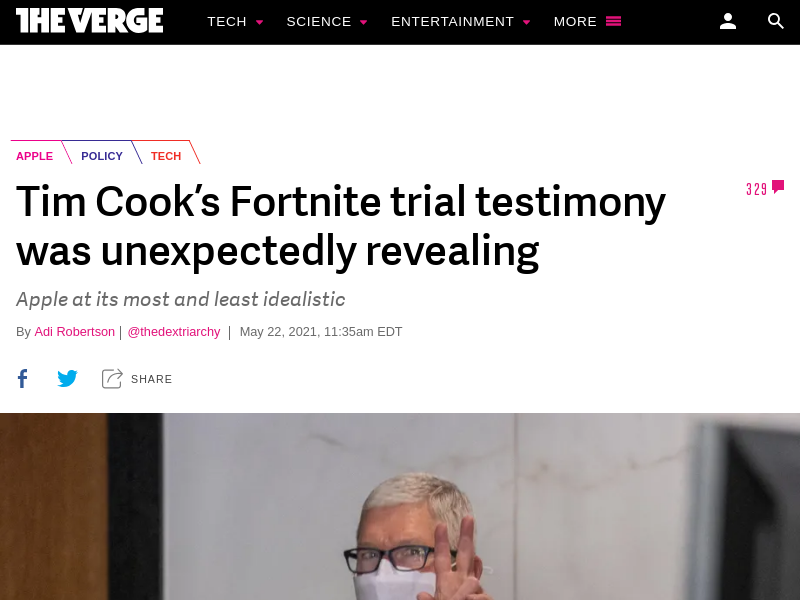 THE VERGE
TECH SCIENCE ENTERTAINMENT MORE
APPLE POLICY TECH
Tim Cook’s Fortnite trial testimony
was unexpectedly revealing
329
Apple at its most and least idealistic
By Adi Robertson | @thedextriarchy | May 22, 2021, 11:35am EDT
SHARE